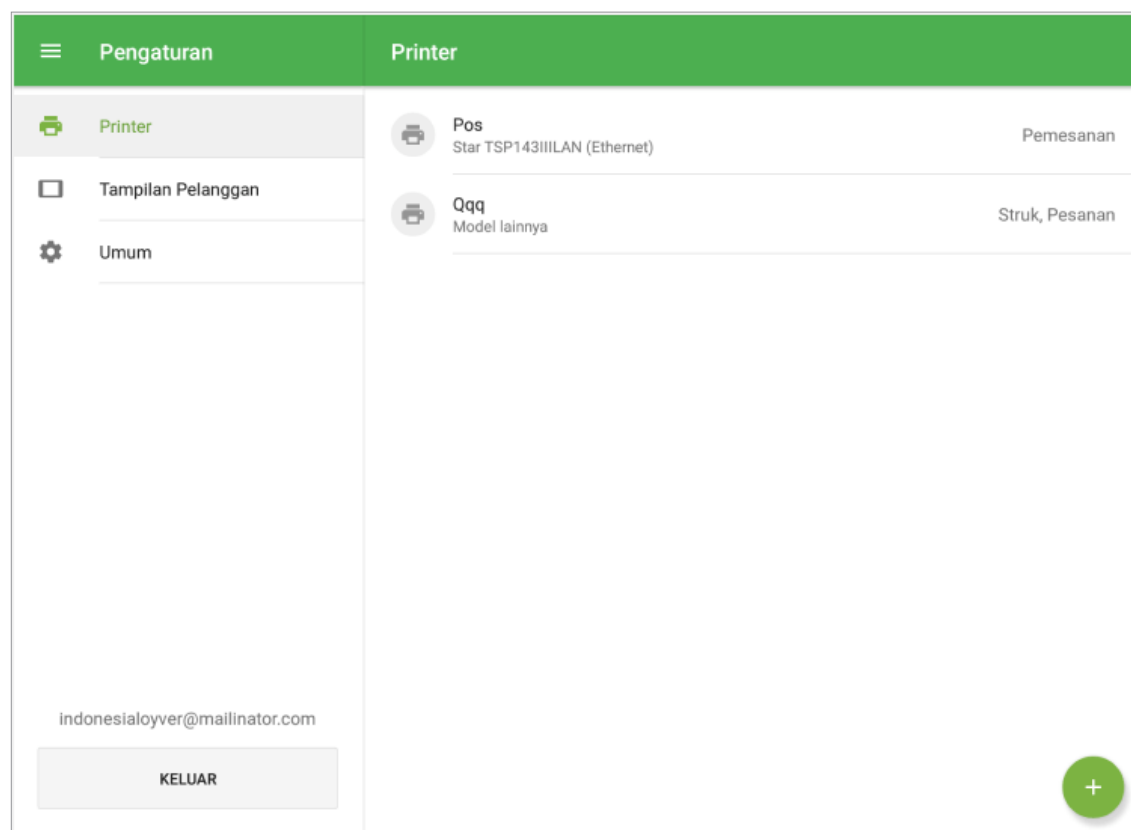 Pengaturan
Printer
Printer
Tampilan Pelanggan
Umum
Pos
Star TSP143IIILAN (Ethernet)
Pemesanan
Qqq
Model lainnya
Struk, Pesanan
indonesialoyver@mailinator.com
KELUAR